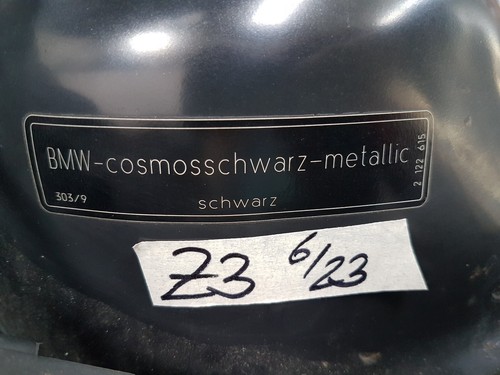 BMW-cosmosschwarz-metallic
303/9
schwarz
2 122 615
Z3 6/23